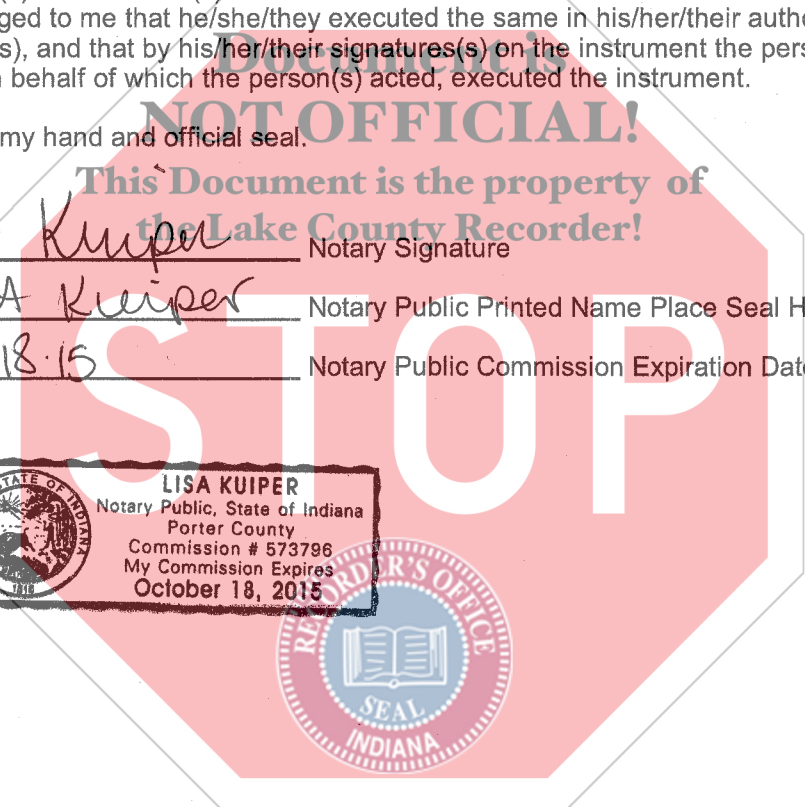 ged to me that he/she/they executed the same in his/her/their autho
s), and that by his/her/their signatures(s) on the instrument the pers
behalf of which the person(s) acted, executed the instrument.
Document is
NOT OFFICIAL!
my hand and official seal.
This Document is the property of
the Lake County Recorder!
Kuiper Notary Signature
A Kuiper Notary Public Printed Name Place Seal H
18.15 Notary Public Commission Expiration Date
STOP
STATE OF INDIANA
1816
LISA KUIPER
Notary Public, State of Indiana
Porter County
Commission # 573796
My Commission Expires
October 18, 2015
RECORDER'S OFFICE
SEAL
INDIANA